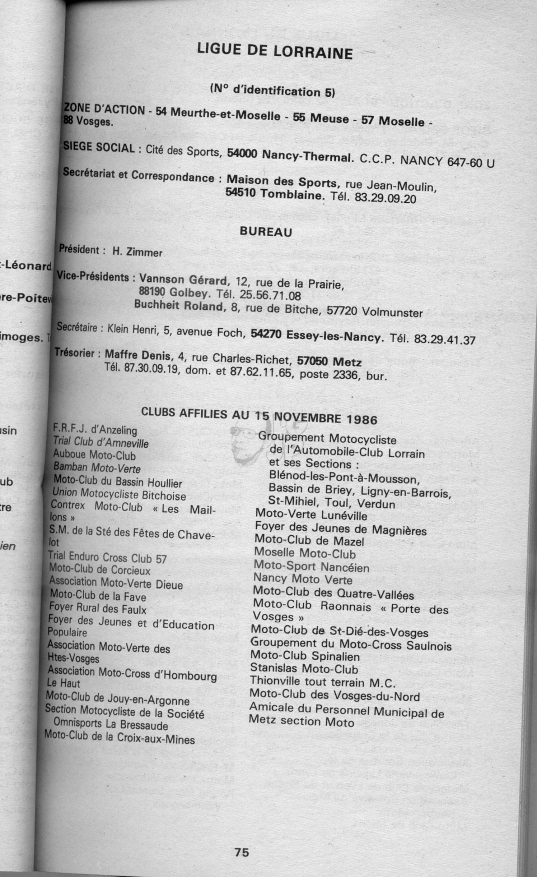 LIGUE DE LORRAINE
(N° d'identification 5)
ZONE D'ACTION - 54 Meurthe-et-Moselle - 55 Meuse - 57 Moselle -
88 Vosges.
SIEGE SOCIAL : Cité des Sports, 54000 Nancy-Thermal. C.C.P. NANCY 647-60 U
Secrétariat et Correspondance : Maison des Sports, rue Jean-Moulin,
54510 Tomblaine. Tél. 83.29.09.20
BUREAU
Président : H. Zimmer
Vice-Présidents : Vannson Gérard, 12, rue de la Prairie,
88190 Golbey. Tél. 25.56.71.08
Buchheit Roland, 8, rue de Bitche, 57720 Volmunster
Secrétaire : Klein Henri, 5, avenue Foch, 54270 Essey-les-Nancy. Tél. 83.29.41.37
Trésorier : Maffre Denis, 4, rue Charles-Richet, 57050 Metz
Tél. 87.30.09.19, dom. et 87.62.11.65, poste 2336, bur.
CLUBS AFFILIES AU 15 NOVEMBRE 1986
F.R.F.J. d'Anzeling
Trial Club d'Amneville
Auboue Moto-Club
Bamban Moto-Verte
Moto-Club du Bassin Houllier
Union Motocycliste Bitchoise
Contrex Moto-Club « Les Mail-
lons »
S.M. de la Sté des Fêtes de Chave-
lot
Trial Enduro Cross Club 57
Moto-Club de Corcieux
Association Moto-Verte Dieue
Moto-Club de la Fave
Foyer Rural des Faulx
Foyer des Jeunes et d'Education
Populaire
Association Moto-Verte des
Htes-Vosges
Association Moto-Cross d'Hombourg
Le Haut
Moto-Club de Jouy-en-Argonne
Section Motocycliste de la Société
Omnisports La Bressaude
Moto-Club de la Croix-aux-Mines
Groupement Motocycliste
de l'Automobile-Club Lorrain
et ses Sections :
Blénod-les-Pont-à-Mousson,
Bassin de Briey, Ligny-en-Barrois,
St-Mihiel, Toul, Verdun
Moto-Verte Lunéville
Foyer des Jeunes de Magnières
Moto-Club de Mazel
Moselle Moto-Club
Moto-Sport Nancéien
Nancy Moto Verte
Moto-Club des Quatre-Vallées
Moto-Club Raonnais « Porte des
Vosges »
Moto-Club de St-Dié-des-Vosges
Groupement du Moto-Cross Saulnois
Moto-Club Spinalien
Stanislas Moto-Club
Thionville tout terrain M.C.
Moto-Club des Vosges-du-Nord
Amicale du Personnel Municipal de
Metz section Moto
75